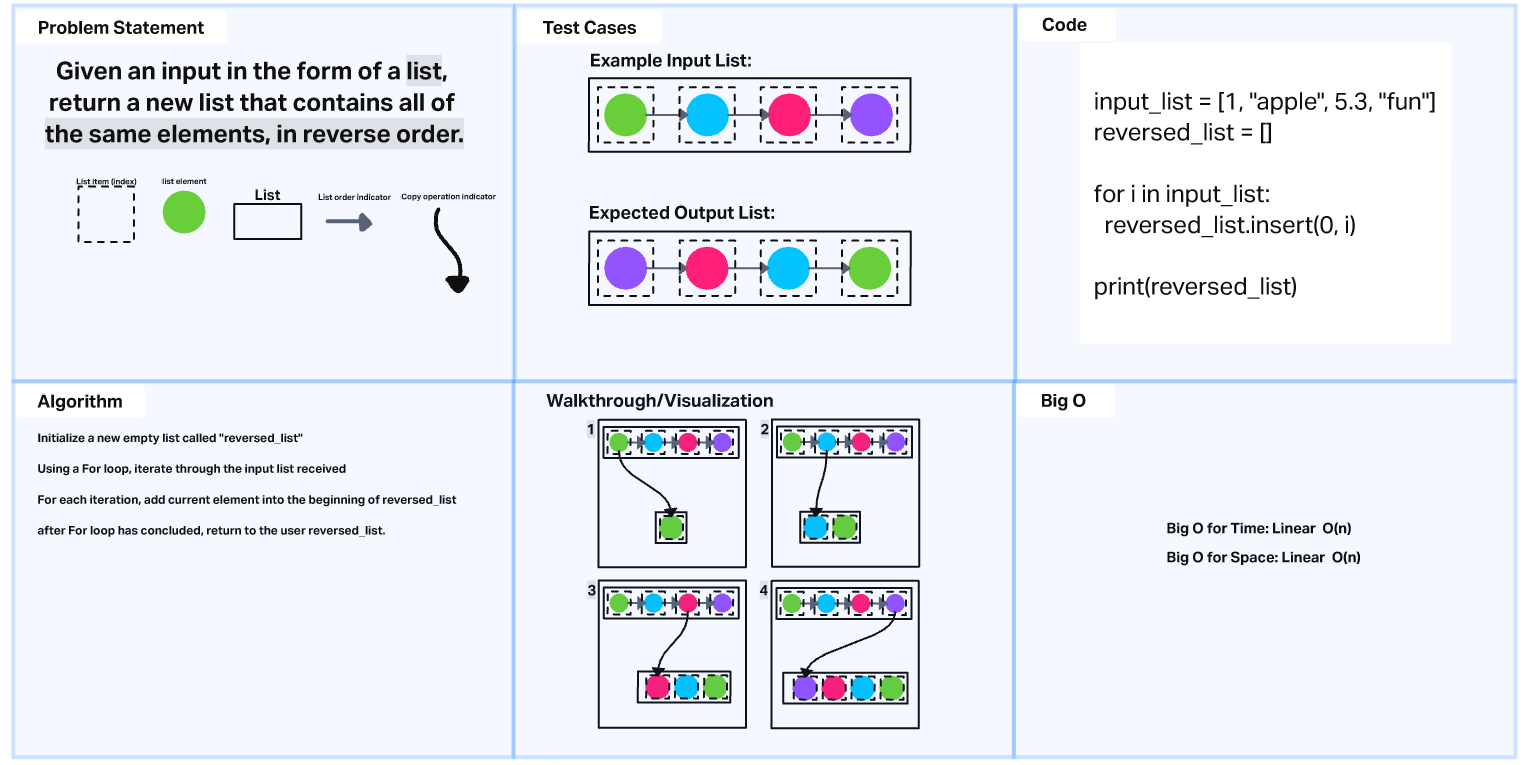 Problem Statement
Given an input in the form of a list,
return a new list that contains all of
the same elements, in reverse order.
List item (index)
list element
List
List order indicator
Copy operation indicator
Test Cases
Example Input List:
Expected Output List:
Code
input_list = [1, "apple", 5.3, "fun"]
reversed_list = []
for i in input_list:
reversed_list.insert(0, i)
print(reversed_list)
Algorithm
Initialize a new empty list called "reversed_list"
Using a For loop, iterate through the input list received
For each iteration, add current element into the beginning of reversed_list
after For loop has concluded, return to the user reversed_list.
Walkthrough/Visualization
1
2
3
4
Big O
Big O for Time: Linear O(n)
Big O for Space: Linear O(n)